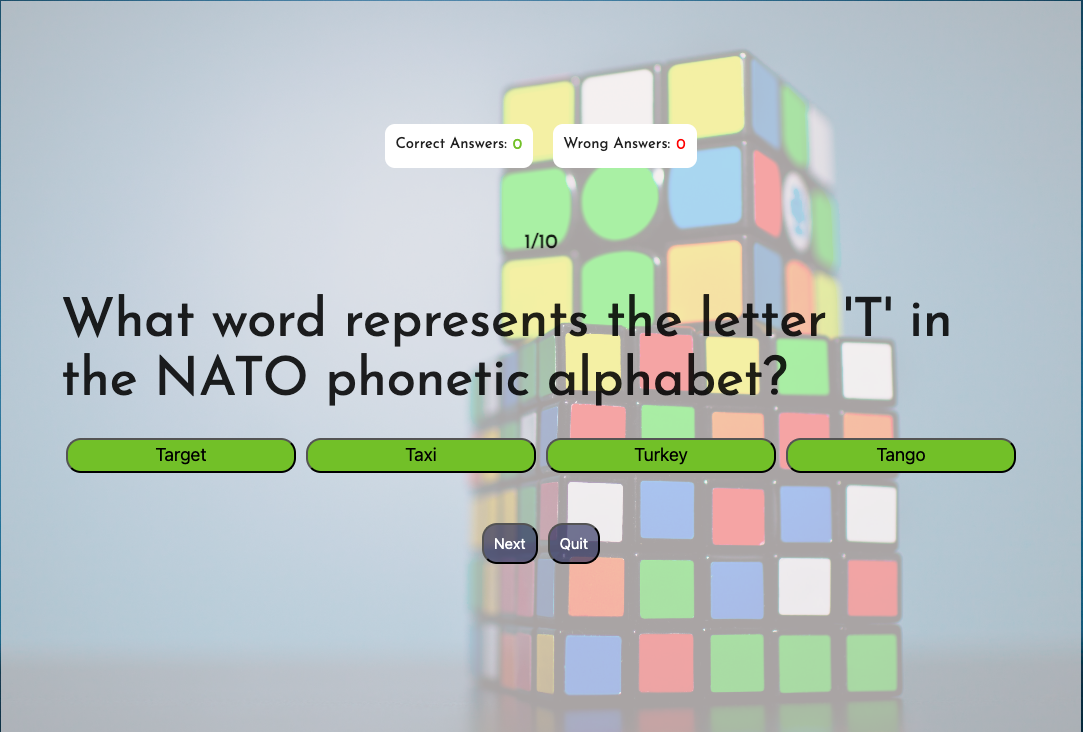 Correct Answers: 0 Wrong Answers: 0
1/10
What word represents the letter 'T' in
the NATO phonetic alphabet?
Target Taxi Turkey Tango
Next Quit